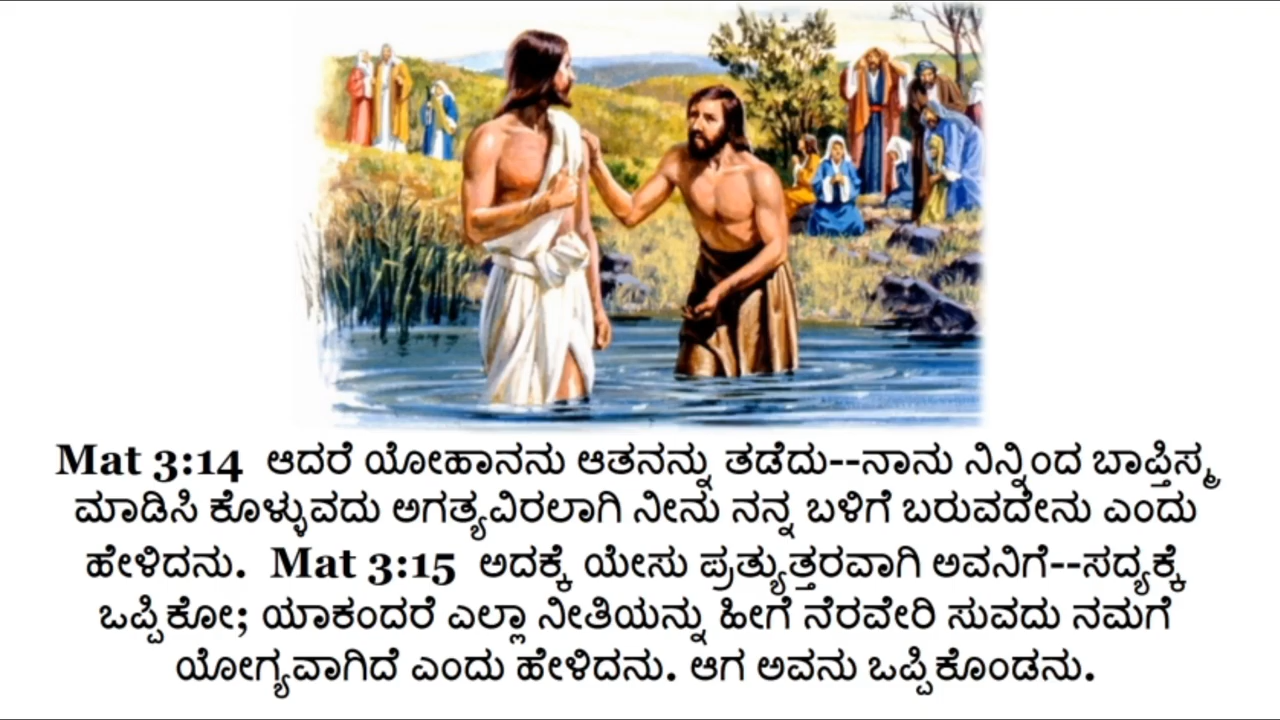 Mat 3:14 ಆದರೆ ಯೋಹಾನನು ಆತನನ್ನು ತಡೆದು--ನಾನು ನಿನ್ನಿಂದ ಬಾಪ್ತಿಸ್ಮ
ಮಾಡಿಸಿ ಕೊಳ್ಳುವದು ಅಗತ್ಯವಿರಲಾಗಿ ನೀನು ನನ್ನ ಬಳಿಗೆ ಬರುವದೇನು ಎಂದು
ಹೇಳಿದನು. Mat 3:15 ಅದಕ್ಕೆ ಯೇಸು ಪ್ರತ್ಯುತ್ತರವಾಗಿ ಅವನಿಗೆ--ಸದ್ಯಕ್ಕೆ
ಒಪ್ಪಿಕೋ; ಯಾಕಂದರೆ ಎಲ್ಲಾ ನೀತಿಯನ್ನು ಹೀಗೆ ನೆರವೇರಿ ಸುವದು ನಮಗೆ
ಯೋಗ್ಯವಾಗಿದೆ ಎಂದು ಹೇಳಿದನು. ಆಗ ಅವನು ಒಪ್ಪಿಕೊಂಡನು.